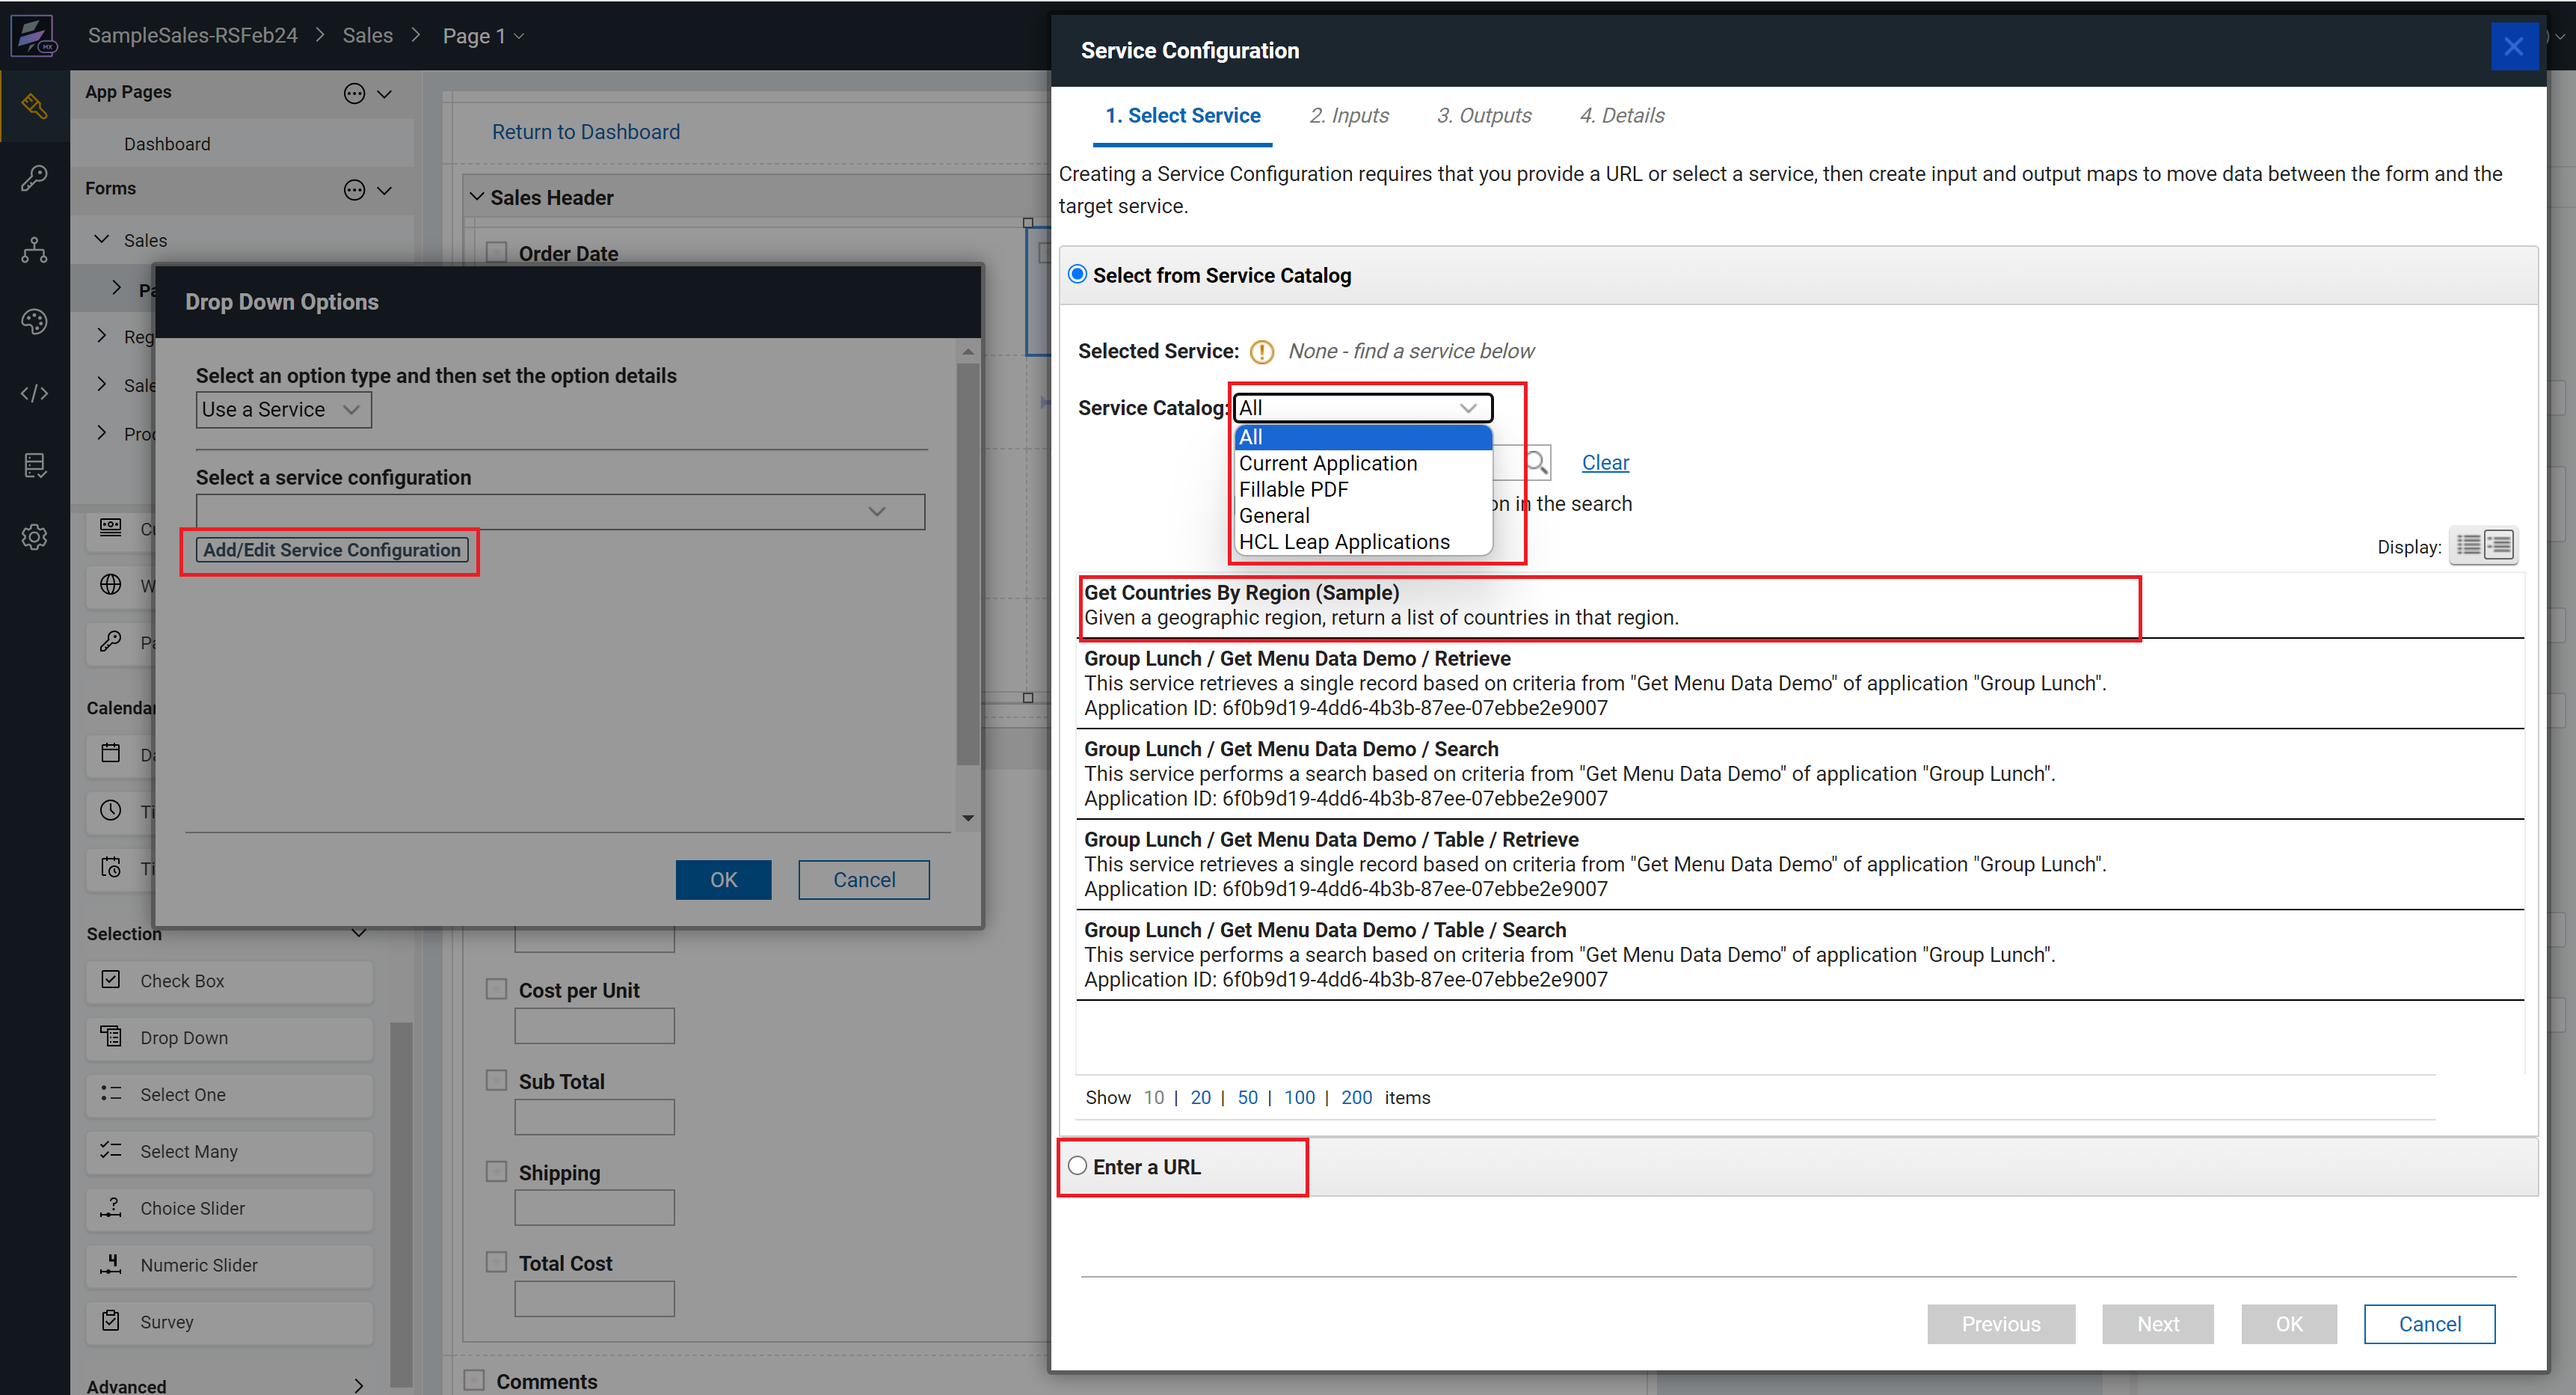 SampleSales-RSFeb24 > Sales > Page 1
App Pages
Dashboard
Forms
Sales
Advanced
Calendar
Selection
Check Box
Drop Down
Select One
Select Many
Choice Slider
Numeric Slider
Survey
Return to Dashboard
Sales Header
Order Date
Cost per Unit
Sub Total
Shipping
Total Cost
Comments
Drop Down Options
Select an option type and then set the option details
Use a Service
Select a service configuration
Add/Edit Service Configuration
OK
Cancel
Service Configuration
1. Select Service
2. Inputs
3. Outputs
4. Details
Creating a Service Configuration requires that you provide a URL or select a service, then create input and output maps to move data between the form and the
target service.
Select from Service Catalog
Selected Service: None - find a service below
Service Catalog: All
All
Current Application
Fillable PDF
General
HCL Leap Applications
Clear
in the search
Display:
Get Countries By Region (Sample)
Given a geographic region, return a list of countries in that region.
Group Lunch / Get Menu Data Demo / Retrieve
This service retrieves a single record based on criteria from "Get Menu Data Demo" of application "Group Lunch".
Application ID: 6f0b9d19-4dd6-4b3b-87ee-07ebbe2e9007
Group Lunch / Get Menu Data Demo / Search
This service performs a search based on criteria from "Get Menu Data Demo" of application "Group Lunch".
Application ID: 6f0b9d19-4dd6-4b3b-87ee-07ebbe2e9007
Group Lunch / Get Menu Data Demo / Table / Retrieve
This service retrieves a single record based on criteria from "Get Menu Data Demo" of application "Group Lunch".
Application ID: 6f0b9d19-4dd6-4b3b-87ee-07ebbe2e9007
Group Lunch / Get Menu Data Demo / Table / Search
This service performs a search based on criteria from "Get Menu Data Demo" of application "Group Lunch".
Application ID: 6f0b9d19-4dd6-4b3b-87ee-07ebbe2e9007
Show 10 | 20 | 50 | 100 | 200 items
Enter a URL
Previous
Next
OK
Cancel